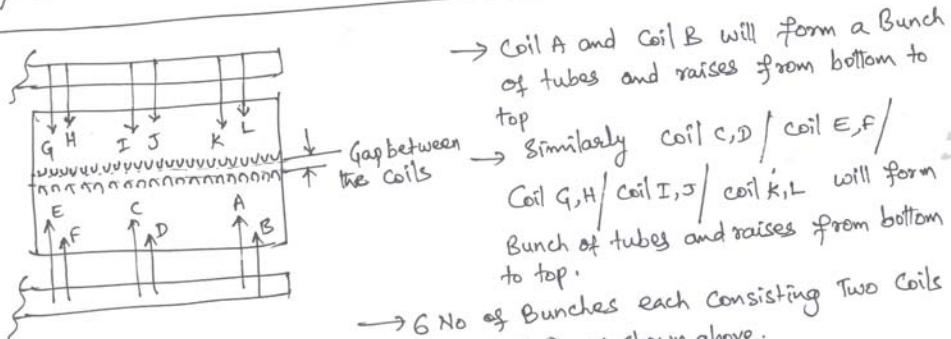 → Coil A and Coil B will form a Bunch
of tubes and raises from bottom to
top
→ Similarly coil C,D / coil E,F /
Coil G,H / coil I,J / coil K,L will form
Bunch of tubes and raises from bottom
to top.
→ 6 No of Bunches each Consisting Two Coils
shown above.
G H I J K L
Gap between
the coils
E F C D A B